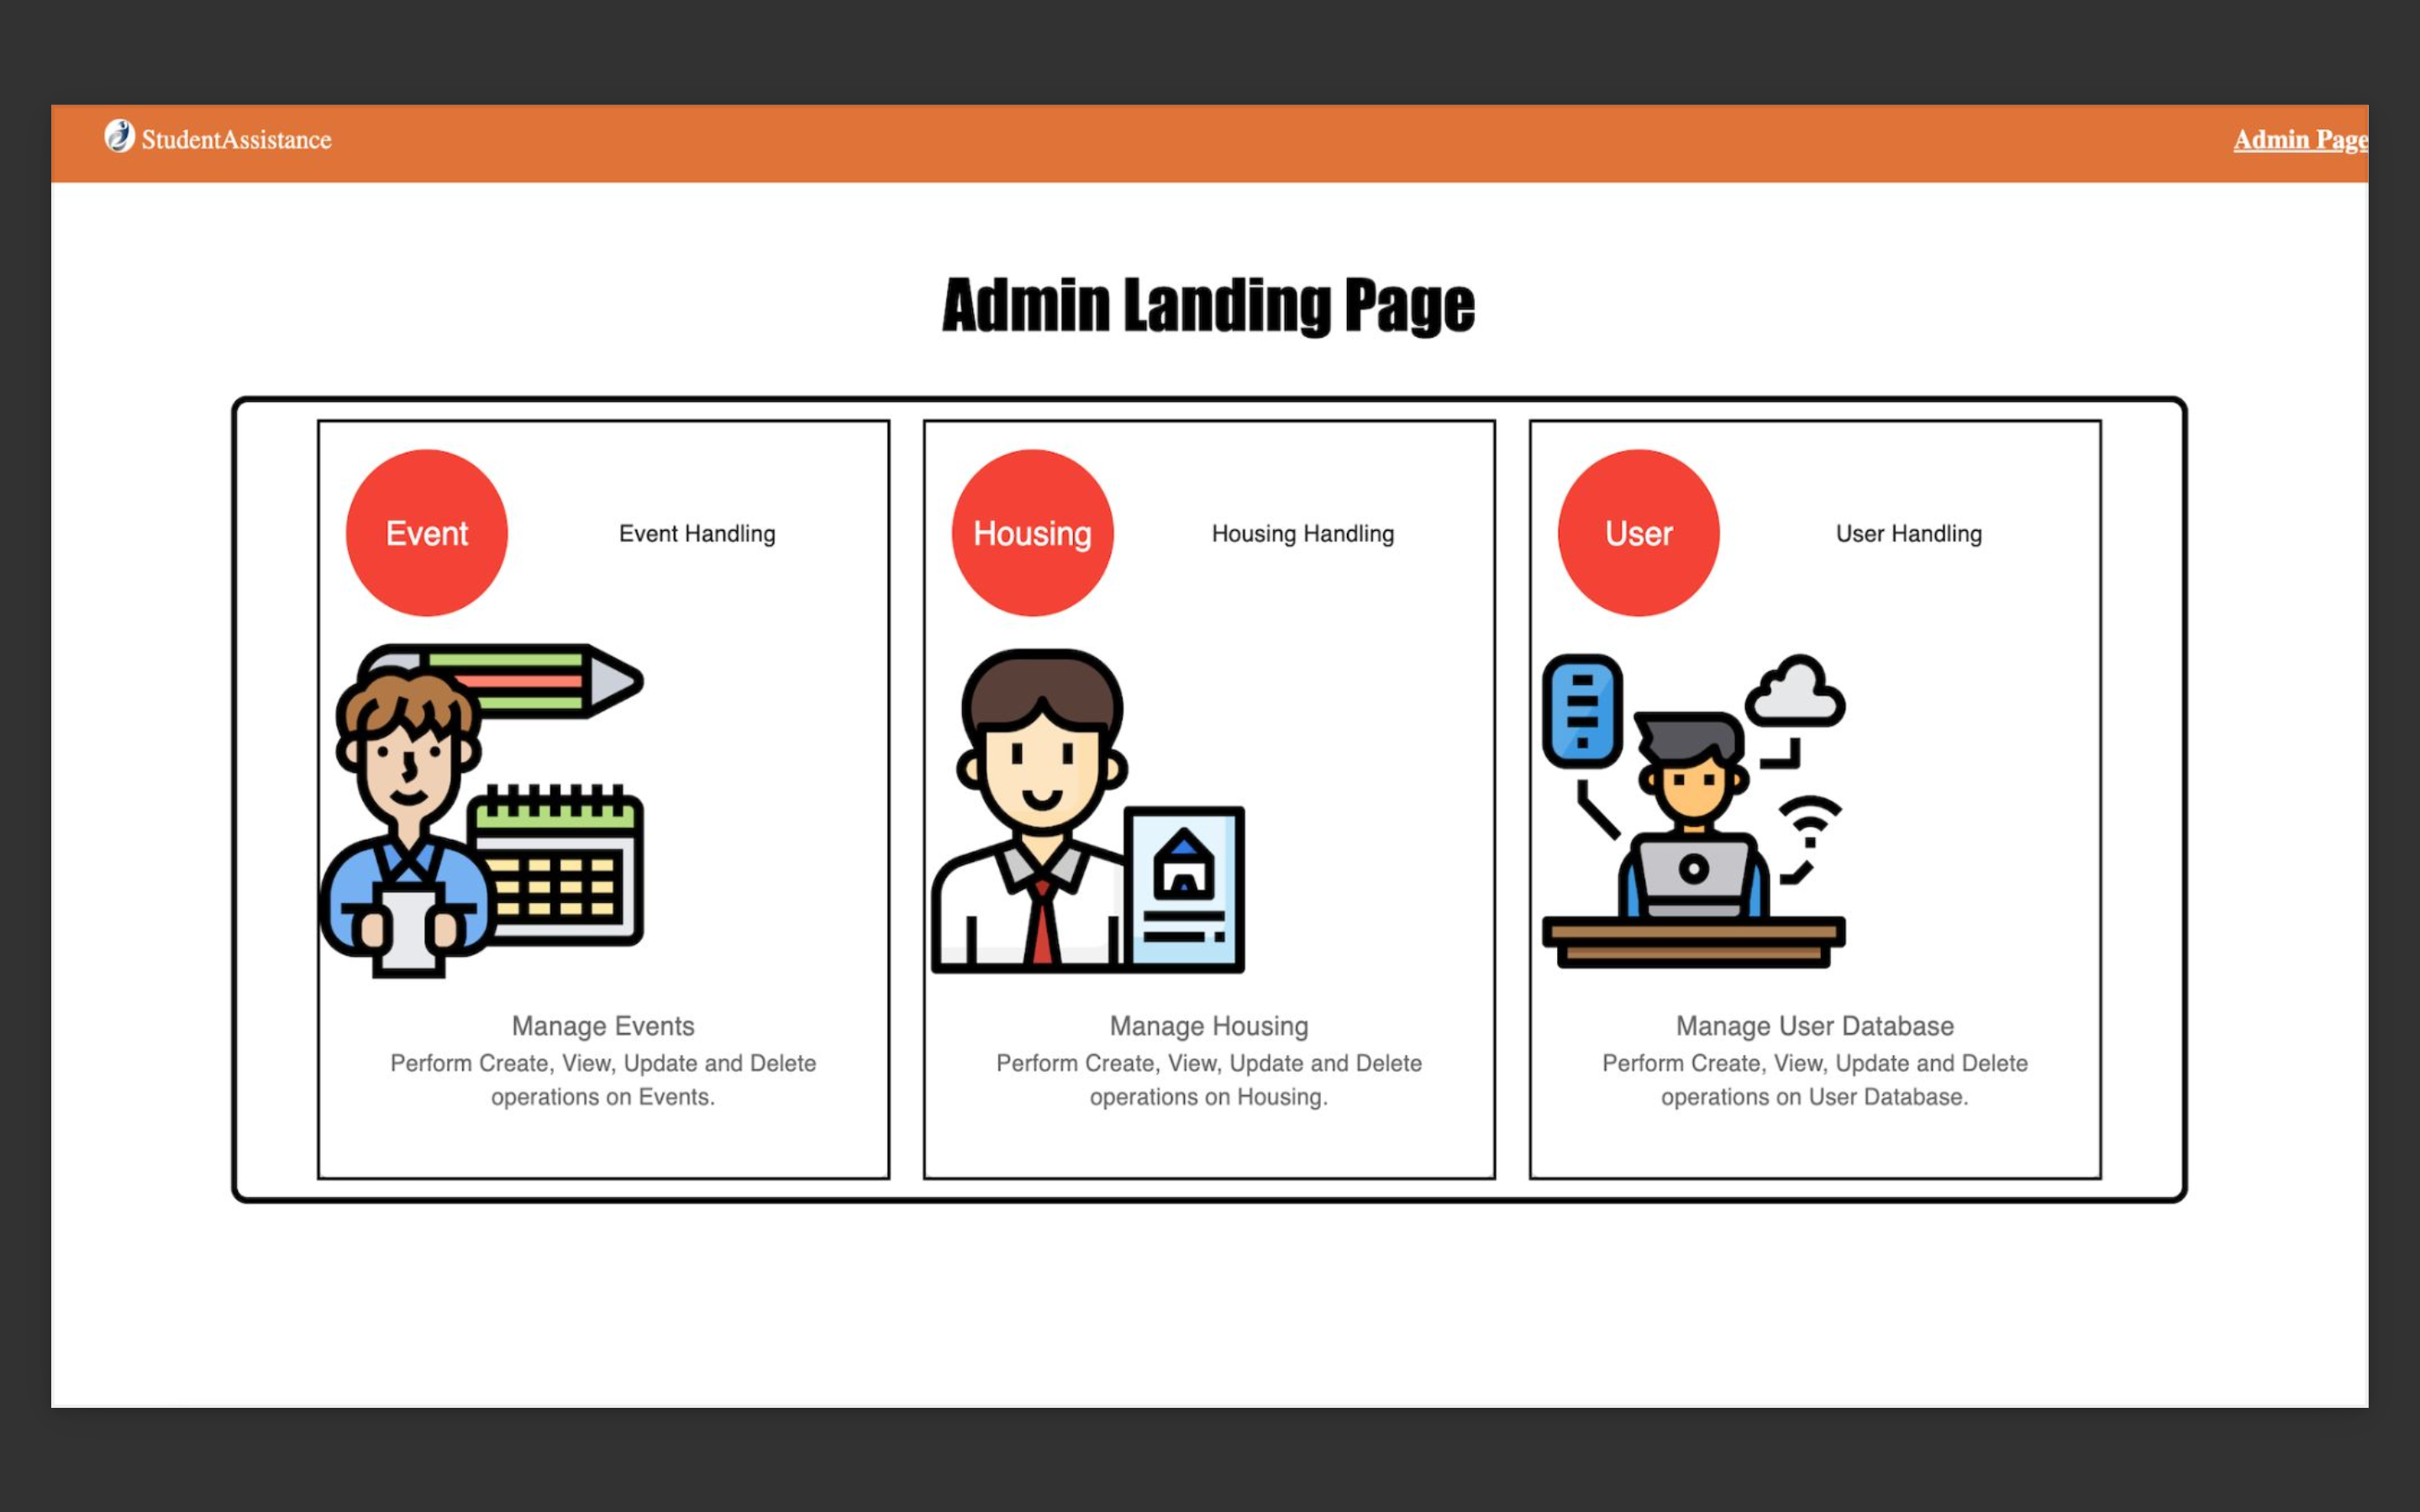 StudentAssistance
Admin Page
Admin Landing Page
Event
Event Handling
Manage Events
Perform Create, View, Update and Delete
operations on Events.
Housing
Housing Handling
Manage Housing
Perform Create, View, Update and Delete
operations on Housing.
User
User Handling
Manage User Database
Perform Create, View, Update and Delete
operations on User Database.